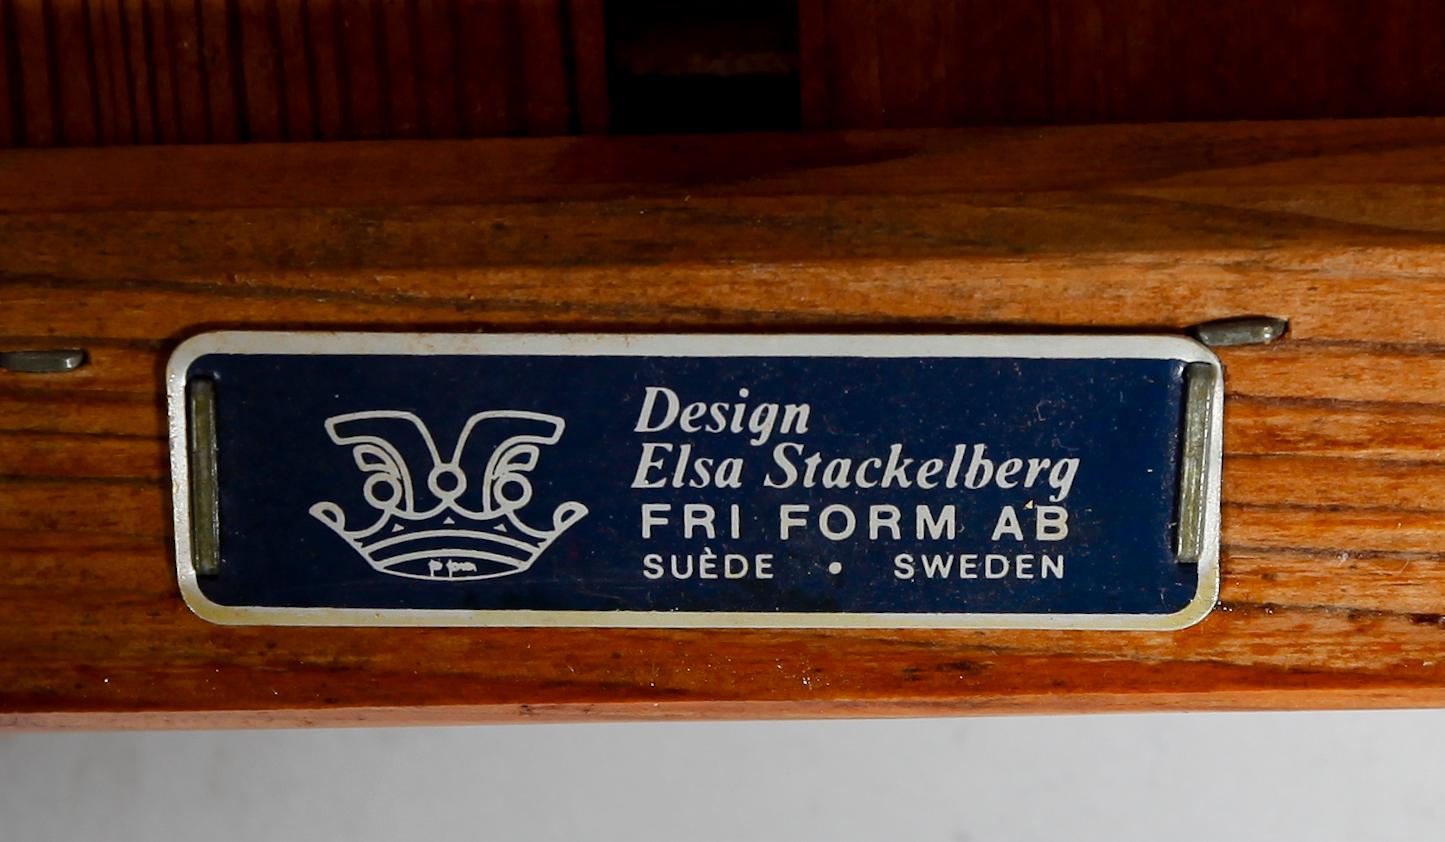 Design
Elsa Stackelberg
FRI FORM AB
SUÈDE • SWEDEN